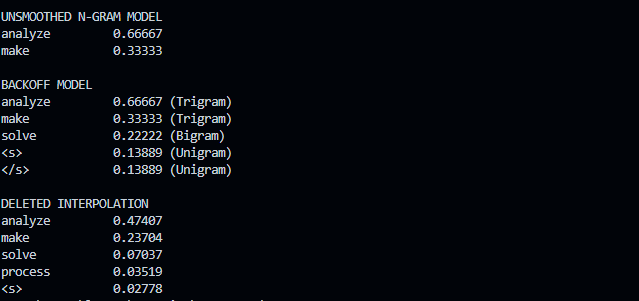 UNSMOOTHED N-GRAM MODEL
analyze 0.66667
make 0.33333
BACKOFF MODEL
analyze 0.66667 (Trigram)
make 0.33333 (Trigram)
solve 0.22222 (Bigram)
<s> 0.13889 (Unigram)
</s> 0.13889 (Unigram)
DELETED INTERPOLATION
analyze 0.47407
make 0.23704
solve 0.07037
process 0.03519
<s> 0.02778